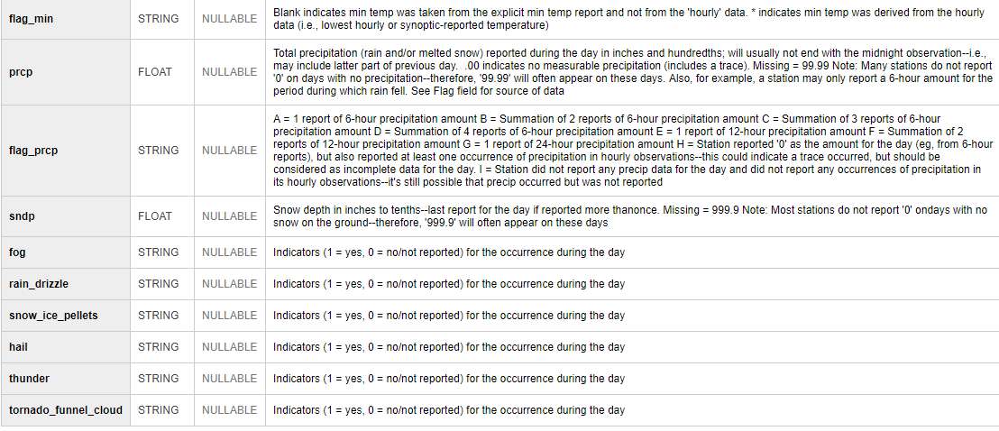 flag_min STRING NULLABLE Blank indicates min temp was taken from the explicit min temp report and not from the 'hourly' data. * indicates min temp was derived from the hourly
data (i.e., lowest hourly or synoptic-reported temperature)
prcp FLOAT NULLABLE Total precipitation (rain and/or melted snow) reported during the day in inches and hundredths; will usually not end with the midnight observation--i.e.,
may include latter part of previous day. .00 indicates no measurable precipitation (includes a trace). Missing = 99.99 Note: Many stations do not report
'0' on days with no precipitation--therefore, '99.99' will often appear on these days. Also, for example, a station may only report a 6-hour amount for the
period during which rain fell. See Flag field for source of data
flag_prcp STRING NULLABLE A = 1 report of 6-hour precipitation amount B = Summation of 2 reports of 6-hour precipitation amount C = Summation of 3 reports of 6-hour
precipitation amount D = Summation of 4 reports of 6-hour precipitation amount E = 1 report of 12-hour precipitation amount F = Summation of 2
reports of 12-hour precipitation amount G = 1 report of 24-hour precipitation amount H = Station reported '0' as the amount for the day (eg, from 6-hour
reports), but also reported at least one occurrence of precipitation in hourly observations--this could indicate a trace occurred, but should be
considered as incomplete data for the day. I = Station did not report any precip data for the day and did not report any occurrences of precipitation in
its hourly observations--it's still possible that precip occurred but was not reported
sndp FLOAT NULLABLE Snow depth in inches to tenths--last report for the day if reported more thanonce. Missing = 999.9 Note: Most stations do not report '0' ondays with no
snow on the ground--therefore, '999.9' will often appear on these days
fog STRING NULLABLE Indicators (1 = yes, 0 = no/not reported) for the occurrence during the day
rain_drizzle STRING NULLABLE Indicators (1 = yes, 0 = no/not reported) for the occurrence during the day
snow_ice_pellets STRING NULLABLE Indicators (1 = yes, 0 = no/not reported) for the occurrence during the day
hail STRING NULLABLE Indicators (1 = yes, 0 = no/not reported) for the occurrence during the day
thunder STRING NULLABLE Indicators (1 = yes, 0 = no/not reported) for the occurrence during the day
tornado_funnel_cloud STRING NULLABLE Indicators (1 = yes, 0 = no/not reported) for the occurrence during the day